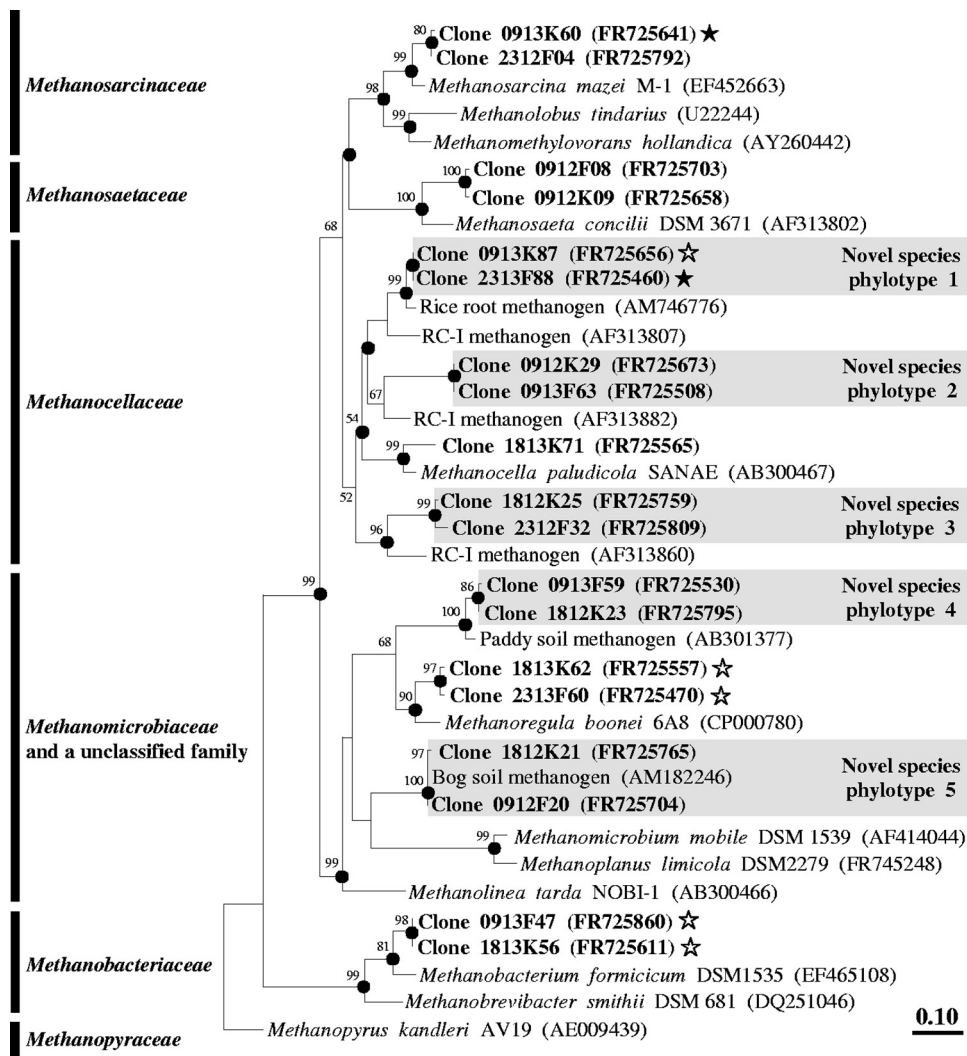 80
Clone 0913K60 (FR725641) ★
99
Clone 2312F04 (FR725792)
Methanosarcinaceae
98
Methanosarcina mazei M-1 (EF452663)
99
Methanolobus tindarius (U22244)
Methanomethylovorans hollandica (AY260442)
100
Clone 0912F08 (FR725703)
Methanosaetaceae
100
Clone 0912K09 (FR725658)
68
Methanosaeta concilii DSM 3671 (AF313802)
Clone 0913K87 (FR725656) ☆
Novel species
99
Clone 2313F88 (FR725460) ★
phylotype 1
Rice root methanogen (AM746776)
RC-I methanogen (AF313807)
Clone 0912K29 (FR725673)
Novel species
67
Clone 0913F63 (FR725508)
phylotype 2
Methanocellaceae
54
RC-I methanogen (AF313882)
99
Clone 1813K71 (FR725565)
Methanocella paludicola SANAE (AB300467)
52
99
Clone 1812K25 (FR725759)
Novel species
96
Clone 2312F32 (FR725809)
phylotype 3
RC-I methanogen (AF313860)
99
86
Clone 0913F59 (FR725530)
Novel species
100
Clone 1812K23 (FR725795)
phylotype 4
68
Paddy soil methanogen (AB301377)
97
Clone 1813K62 (FR725557) ☆
90
Clone 2313F60 (FR725470) ☆
Methanomicrobiaceae
and a unclassified family
Methanoregula boonei 6A8 (CP000780)
97
Clone 1812K21 (FR725765)
Novel species
100
Bog soil methanogen (AM182246)
phylotype 5
Clone 0912F20 (FR725704)
99
Methanomicrobium mobile DSM 1539 (AF414044)
Methanoplanus limicola DSM2279 (FR745248)
99
Methanolinea tarda NOBI-1 (AB300466)
98
Clone 0913F47 (FR725860) ☆
81
Clone 1813K56 (FR725611) ☆
Methanobacteriaceae
99
Methanobacterium formicicum DSM1535 (EF465108)
Methanobrevibacter smithii DSM 681 (DQ251046)
Methanopyraceae
Methanopyrus kandleri AV19 (AE009439)
0.10